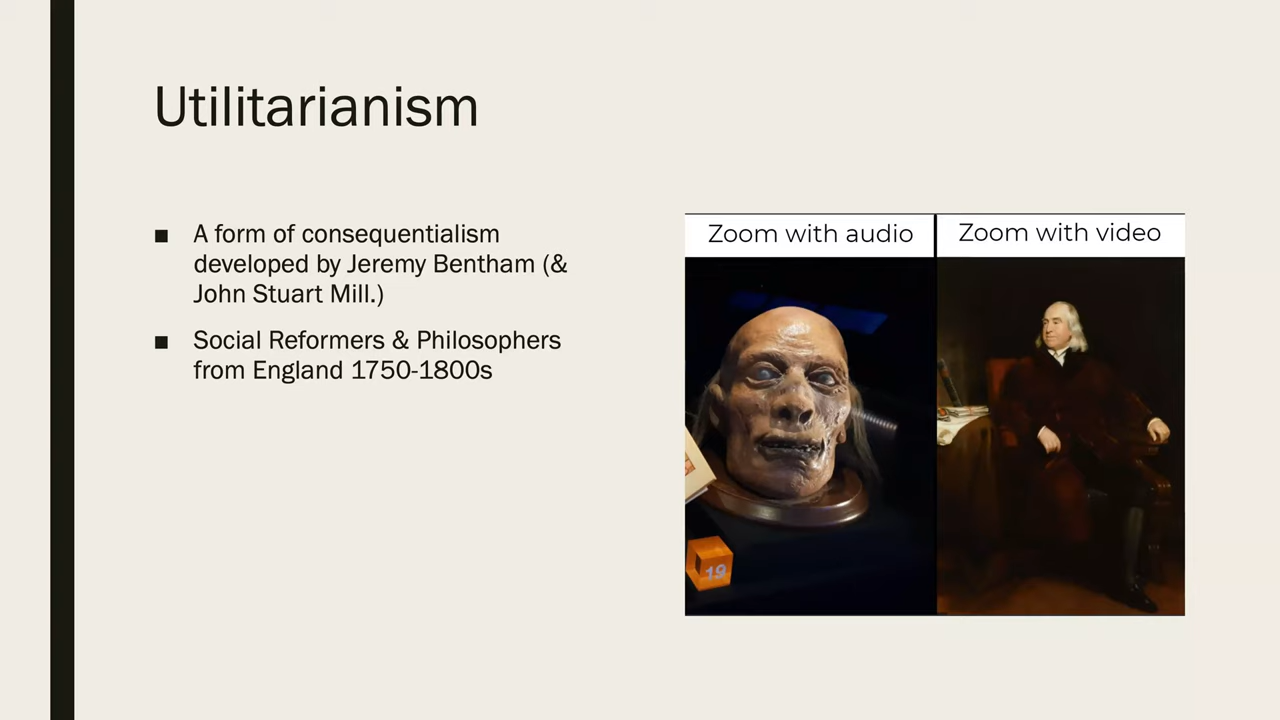 Utilitarianism
■ A form of consequentialism
developed by Jeremy Bentham (&
John Stuart Mill.)
■ Social Reformers & Philosophers
from England 1750-1800s
Zoom with audio
Zoom with video
19